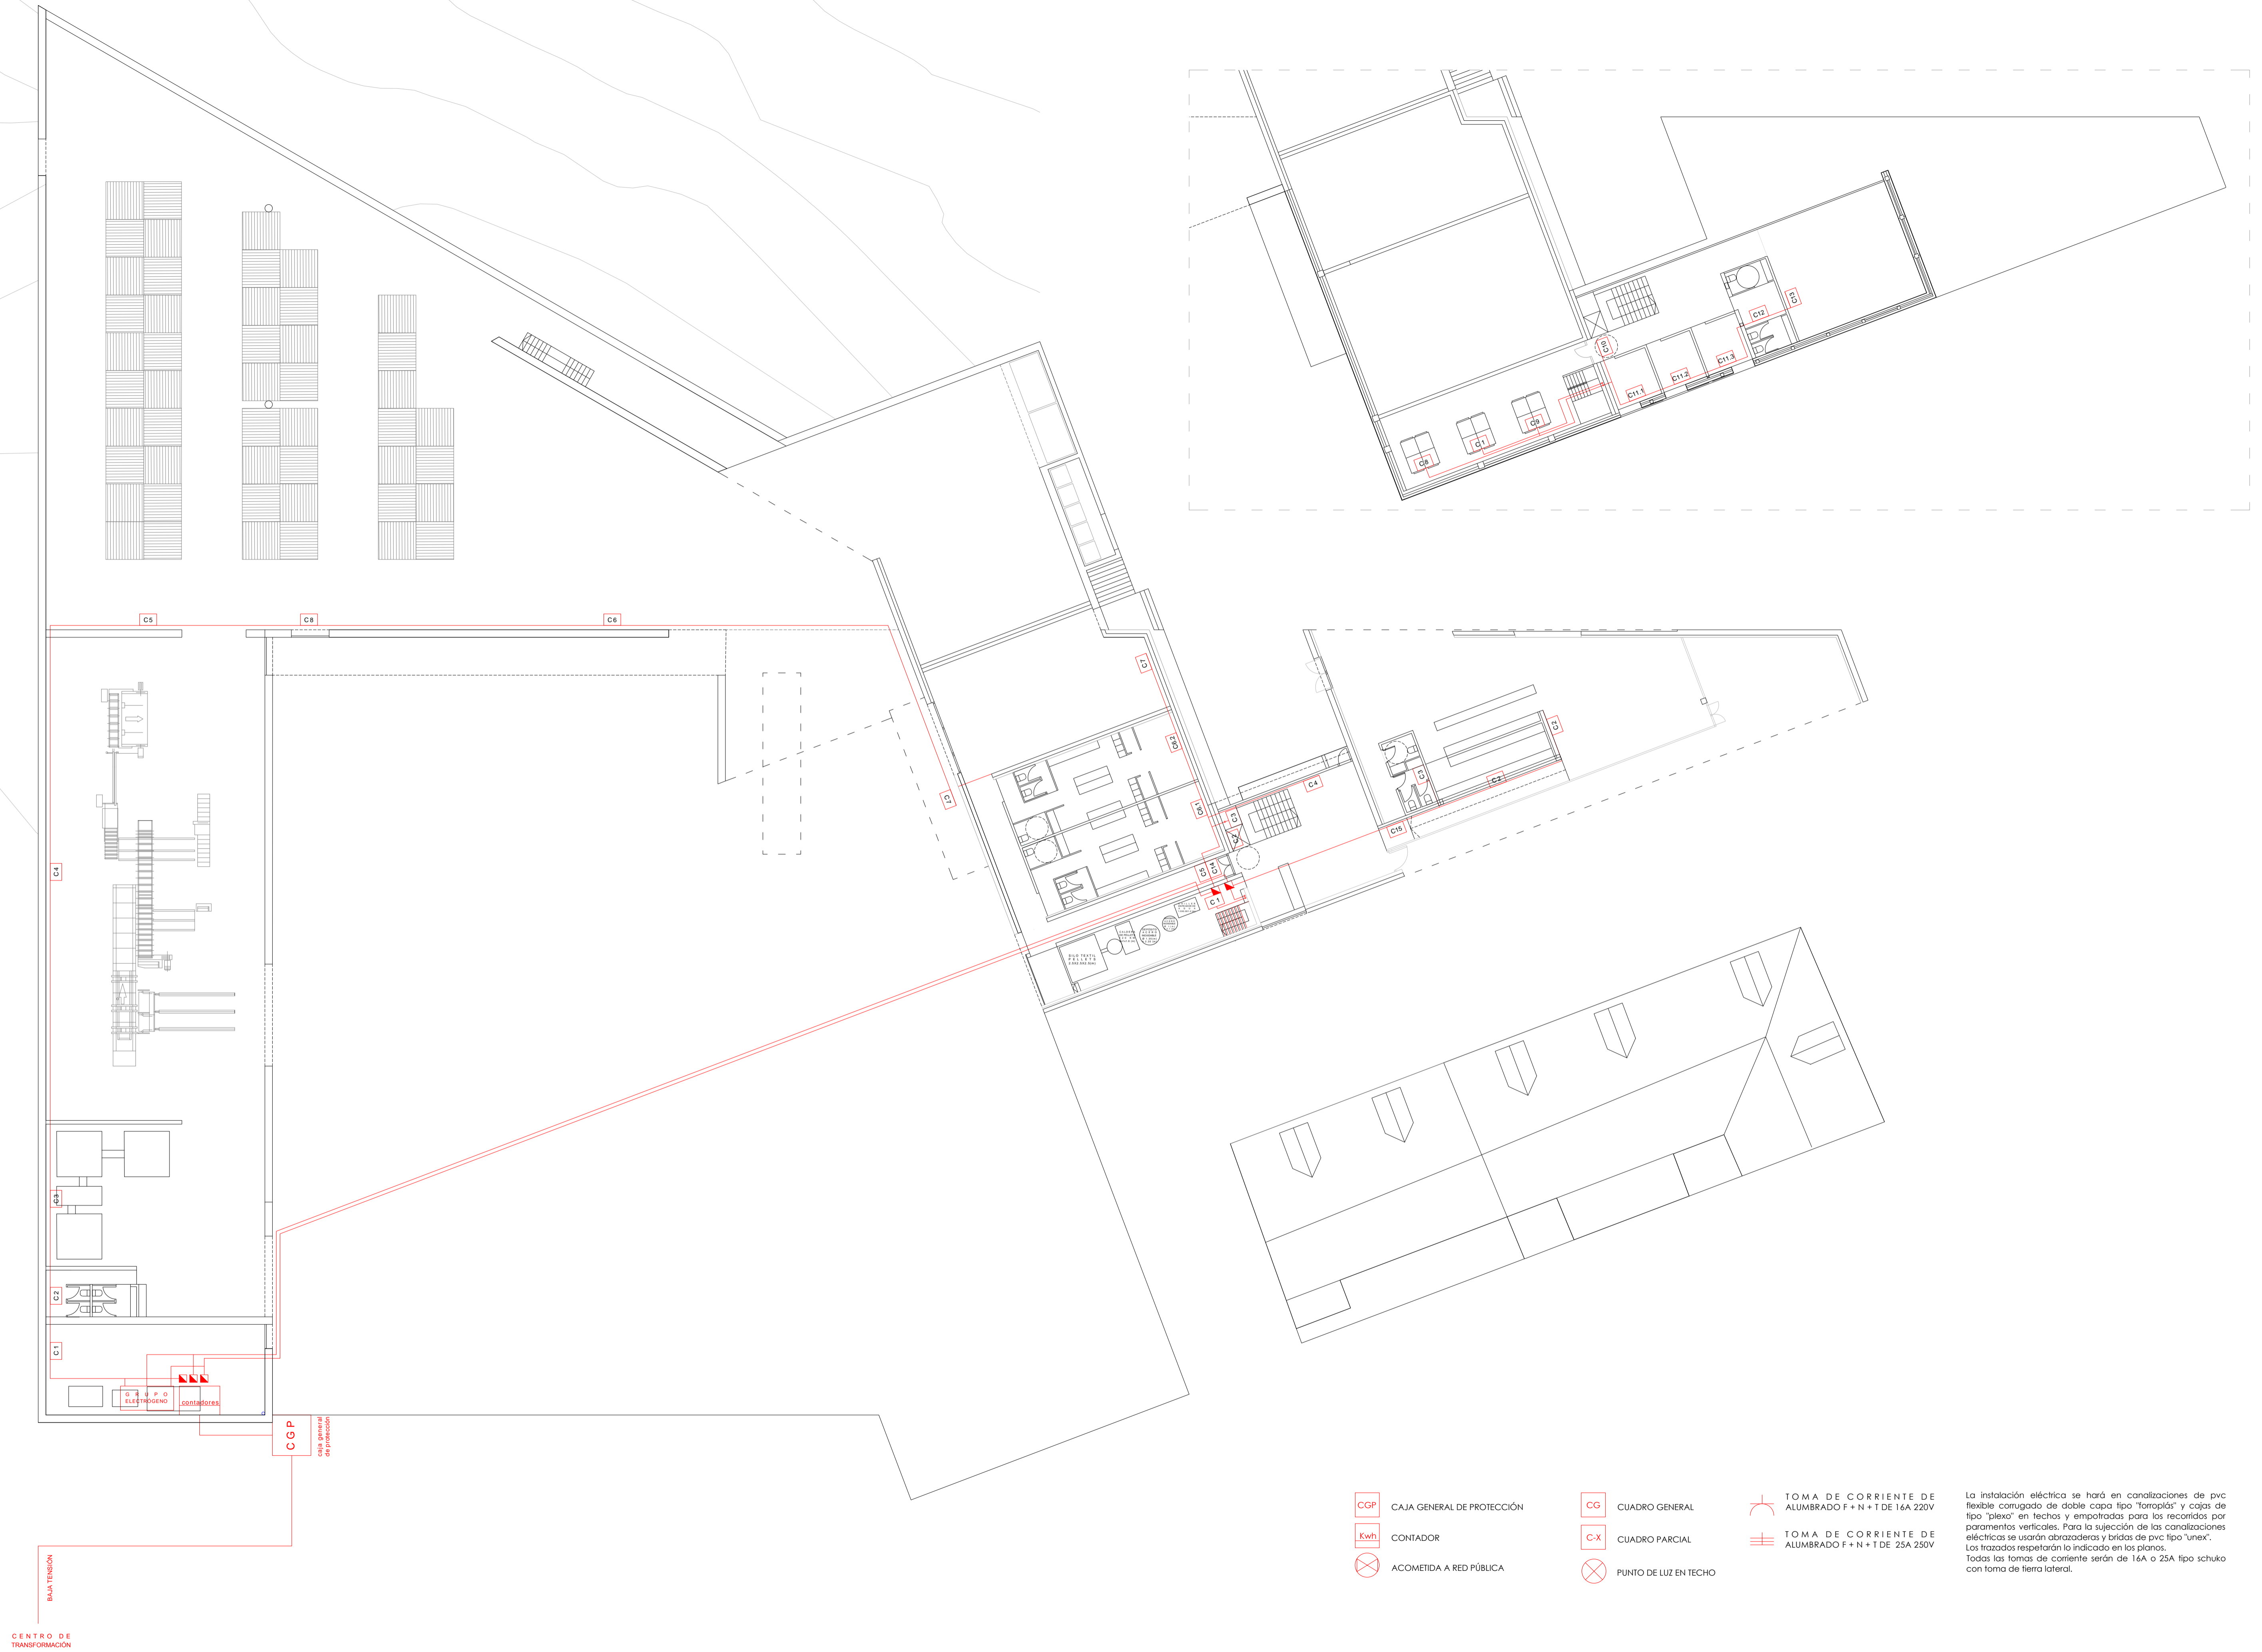 C10
C13
C12
C11.3
C11.2
C11.1
C9
C 1
C8
C5
C8
C6
C7
C6.2
C7
C6.1
C3
C2
C4
C3
C2
C2
C15
C14
C5
C 1
SILO TEXTIL
PELLETS
C4
C3
C2
C 1
GRUPO
ELECTRÓGENO
contadores
CGP
caja general
de protección
BAJA TENSIÓN
CENTRO DE
TRANSFORMACIÓN
CGP CAJA GENERAL DE PROTECCIÓN
Kwh CONTADOR
ACOMETIDA A RED PÚBLICA
CG CUADRO GENERAL
C-X CUADRO PARCIAL
PUNTO DE LUZ EN TECHO
TOMA DE CORRIENTE DE
ALUMBRADO F + N + T DE 16A 220V
TOMA DE CORRIENTE DE
ALUMBRADO F + N + T DE 25A 250V
La instalación eléctrica se hará en canalizaciones de pvc
flexible corrugado de doble capa tipo "forroplás" y cajas de
tipo "plexo" en techos y empotradas para los recorridos por
paramentos verticales. Para la sujección de las canalizaciones
eléctricas se usarán abrazaderas y bridas de pvc tipo "unex".
Los trazados respetarán lo indicado en los planos.
Todas las tomas de corriente serán de 16A o 25A tipo schuko
con toma de tierra lateral.